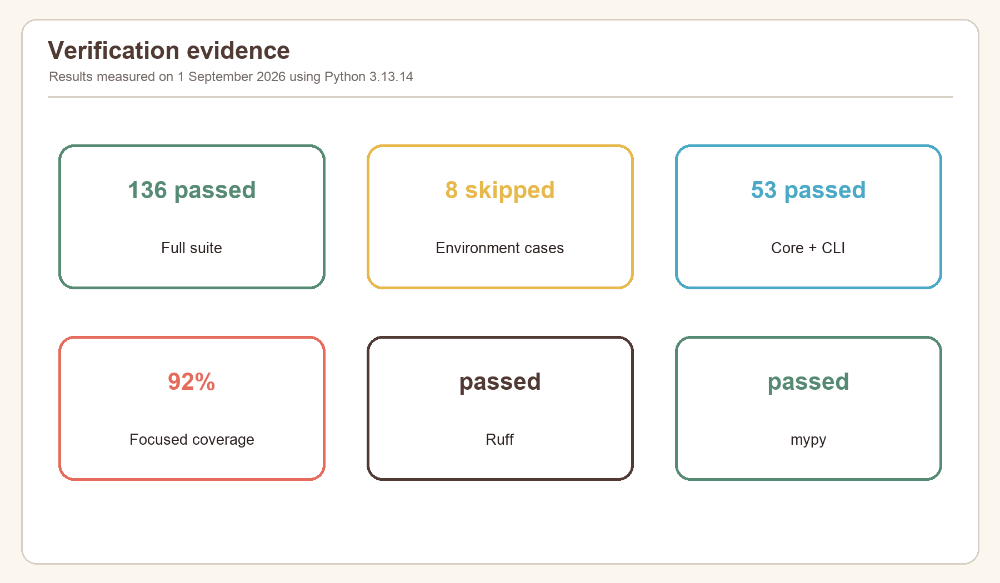 Verification evidence
Results measured on 1 September 2026 using Python 3.13.14
136 passed
Full suite
8 skipped
Environment cases
53 passed
Core + CLI
92%
Focused coverage
passed
Ruff
passed
mypy